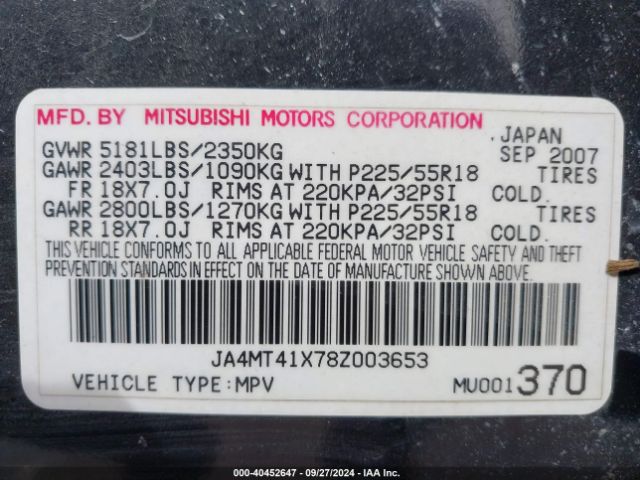 MFD. BY MITSUBISHI MOTORS CORPORATION
, JAPAN
GVWR 5181LBS/2350KG SEP 2007
GAWR 2403LBS/1090KG WITH P225/55R18 TIRES
FR 18X7.0J RIMS AT 220KPA/32PSI COLD.
GAWR 2800LBS/1270KG WITH P225/55R18 TIRES
RR 18X7.0J RIMS AT 220KPA/32PSI COLD.
THIS VEHICLE CONFORMS TO ALL APPLICABLE FEDERAL MOTOR VEHICLE SAFETY AND THEFT
PREVENTION STANDARDS IN EFFECT ON THE DATE OF MANUFACTURE SHOWN ABOVE.
JA4MT41X78Z003653
VEHICLE TYPE:MPV MU001370
000-40452647 - 09/27/2024 - IAA Inc.